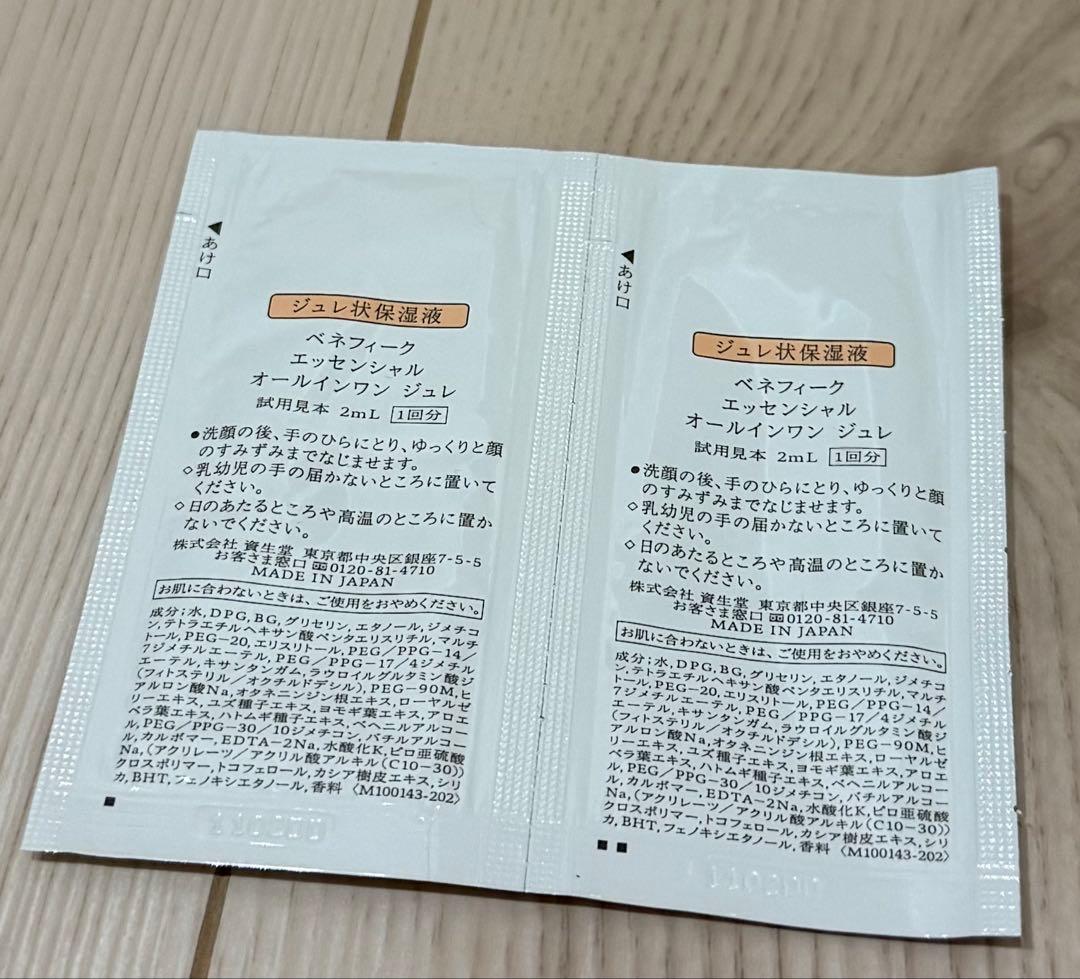 ◀あけ口
ジュレ状保湿液
ベネフィーク
エッセンシャル
オールインワン ジュレ
試用見本 2mL 1回分
●洗顔の後、手のひらにとり、ゆっくりと顔
のすみずみまでなじませます。
◇乳幼児の手の届かないところに置いて
ください。
◇日のあたるところや高温のところに置か
ないでください。
株式会社 資生堂 東京都中央区銀座7-5-5
お客さま窓口 0120-81-4710
MADE IN JAPAN
お肌に合わないときは、ご使用をおやめください。
成分;水,DPG,BG,グリセリン,エタノール,ジメチコ
ン,テトラエチルヘキサン酸ペンタエリスリチル,マルチ
トール,PEG-20,エリスリトール,PEG/PPG-14/
7ジメチルエーテル,PEG/PPG-17/4ジメチル
エーテル,キサンタンガム,ラウロイルグルタミン酸ジ
(フィトステリル/オクチルドデシル),PEG-90M,ヒ
アルロン酸Na,オタネニンジン根エキス,ローヤルゼ
リーエキス,ユズ種子エキス,ヨモギ葉エキス,アロエ
ベラ葉エキス,ハトムギ種子エキス,ベヘニルアルコー
ル,PEG/PPG-30/10ジメチコン,バチルアルコー
ル,カルボマー,EDTA-2Na,水酸化K,ピロ亜硫酸
Na,(アクリレーツ/アクリル酸アルキル(C10-30))
クロスポリマー,トコフェロール,カシア樹皮エキス,シリ
カ,BHT,フェノキシエタノール,香料〈M100143-202〉
◀あけ口
ジュレ状保湿液
ベネフィーク
エッセンシャル
オールインワン ジュレ
試用見本 2mL 1回分
●洗顔の後、手のひらにとり、ゆっくりと顔
のすみずみまでなじませます。
◇乳幼児の手の届かないところに置いて
ください。
◇日のあたるところや高温のところに置か
ないでください。
株式会社 資生堂 東京都中央区銀座7-5-5
お客さま窓口 0120-81-4710
MADE IN JAPAN
お肌に合わないときは、ご使用をおやめください。
成分;水,DPG,BG,グリセリン,エタノール,ジメチコ
ン,テトラエチルヘキサン酸ペンタエリスリチル,マルチ
トール,PEG-20,エリスリトール,PEG/PPG-14/
7ジメチルエーテル,PEG/PPG-17/4ジメチル
エーテル,キサンタンガム,ラウロイルグルタミン酸ジ
(フィトステリル/オクチルドデシル),PEG-90M,ヒ
アルロン酸Na,オタネニンジン根エキス,ローヤルゼ
リーエキス,ユズ種子エキス,ヨモギ葉エキス,アロエ
ベラ葉エキス,ハトムギ種子エキス,ベヘニルアルコー
ル,PEG/PPG-30/10ジメチコン,バチルアルコー
ル,カルボマー,EDTA-2Na,水酸化K,ピロ亜硫酸
Na,(アクリレーツ/アクリル酸アルキル(C10-30))
クロスポリマー,トコフェロール,カシア樹皮エキス,シリ
カ,BHT,フェノキシエタノール,香料〈M100143-202〉